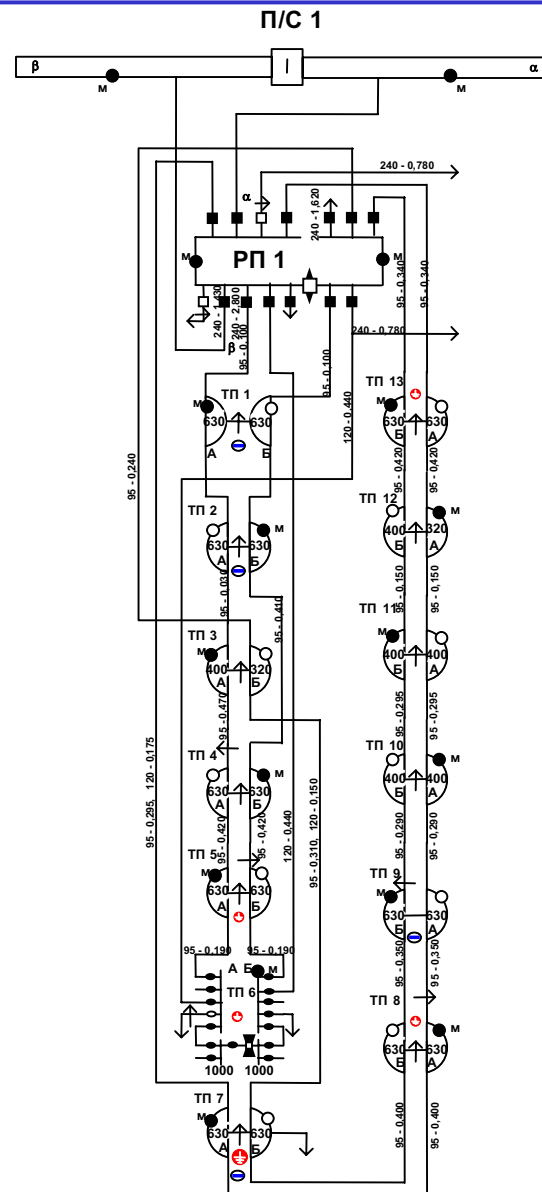 П/С 1
β
I
α
м
м
240 - 0,780
α
240 - 1,620
м
РП 1
м
95 - 0,340
95 - 0,340
240 - 1,430
240 - 2,800
95 - 0,100
β
95 - 0,100
240 - 0,780
120 - 0,440
95 - 0,240
ТП 1
м
630
630
А
Б
ТП 13
м
630
630
Б
А
95 - 0,420
95 - 0,420
ТП 2
м
630
630
А
Б
95 - 0,030
95 - 0,410
ТП 12
м
400
320
Б
А
95 - 0,150
95 - 0,150
ТП 3
м
400
320
А
Б
95 - 0,470
ТП 11
м
400
400
Б
А
95 - 0,295
95 - 0,295
95 - 0,295, 120 - 0,175
ТП 4
м
630
630
А
Б
95 - 0,420
95 - 0,420
120 - 0,440
95 - 0,310, 120 - 0,150
ТП 10
м
400
400
Б
А
95 - 0,290
95 - 0,290
ТП 5
м
630
630
А
Б
95 - 0,190
95 - 0,190
ТП 9
м
630
630
Б
А
95 - 0,350
95 - 0,350
А Б
м
ТП 6
1000
1000
ТП 8
м
630
630
Б
А
95 - 0,400
95 - 0,400
ТП 7
м
630
630
А
Б